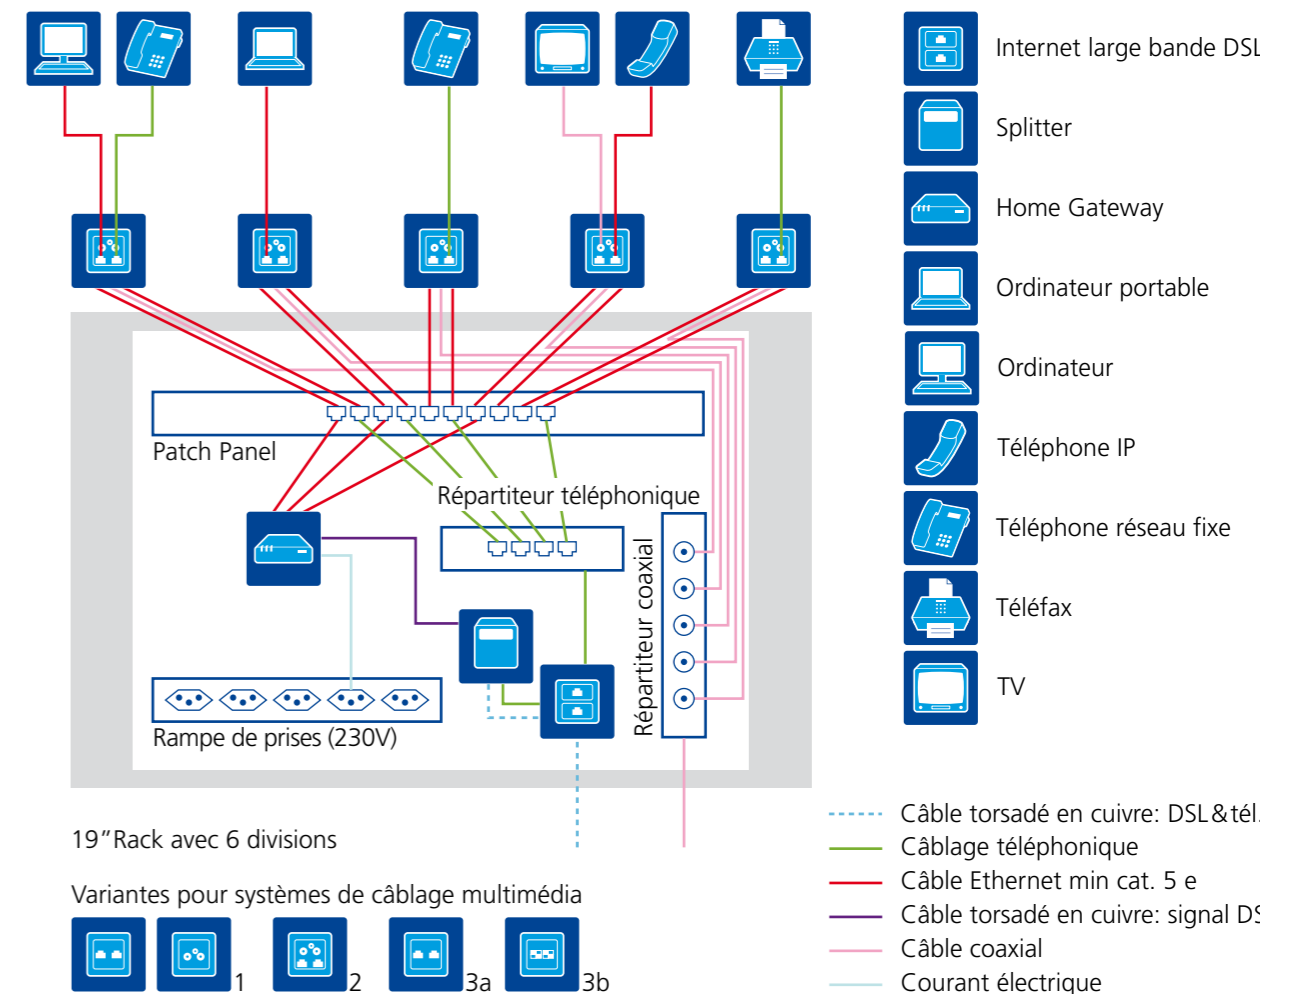 Internet large bande DSL
Splitter
Home Gateway
Ordinateur portable
Ordinateur
Téléphone IP
Téléphone réseau fixe
Téléfax
TV
Patch Panel
Répartiteur téléphonique
Répartiteur coaxial
Rampe de prises (230V)
19”Rack avec 6 divisions
Variantes pour systèmes de câblage multimédia
1
2
3a
3b
Câble torsadé en cuivre: DSL&tél.
Câblage téléphonique
Câble Ethernet min cat. 5 e
Câble torsadé en cuivre: signal DS
Câble coaxial
Courant électrique